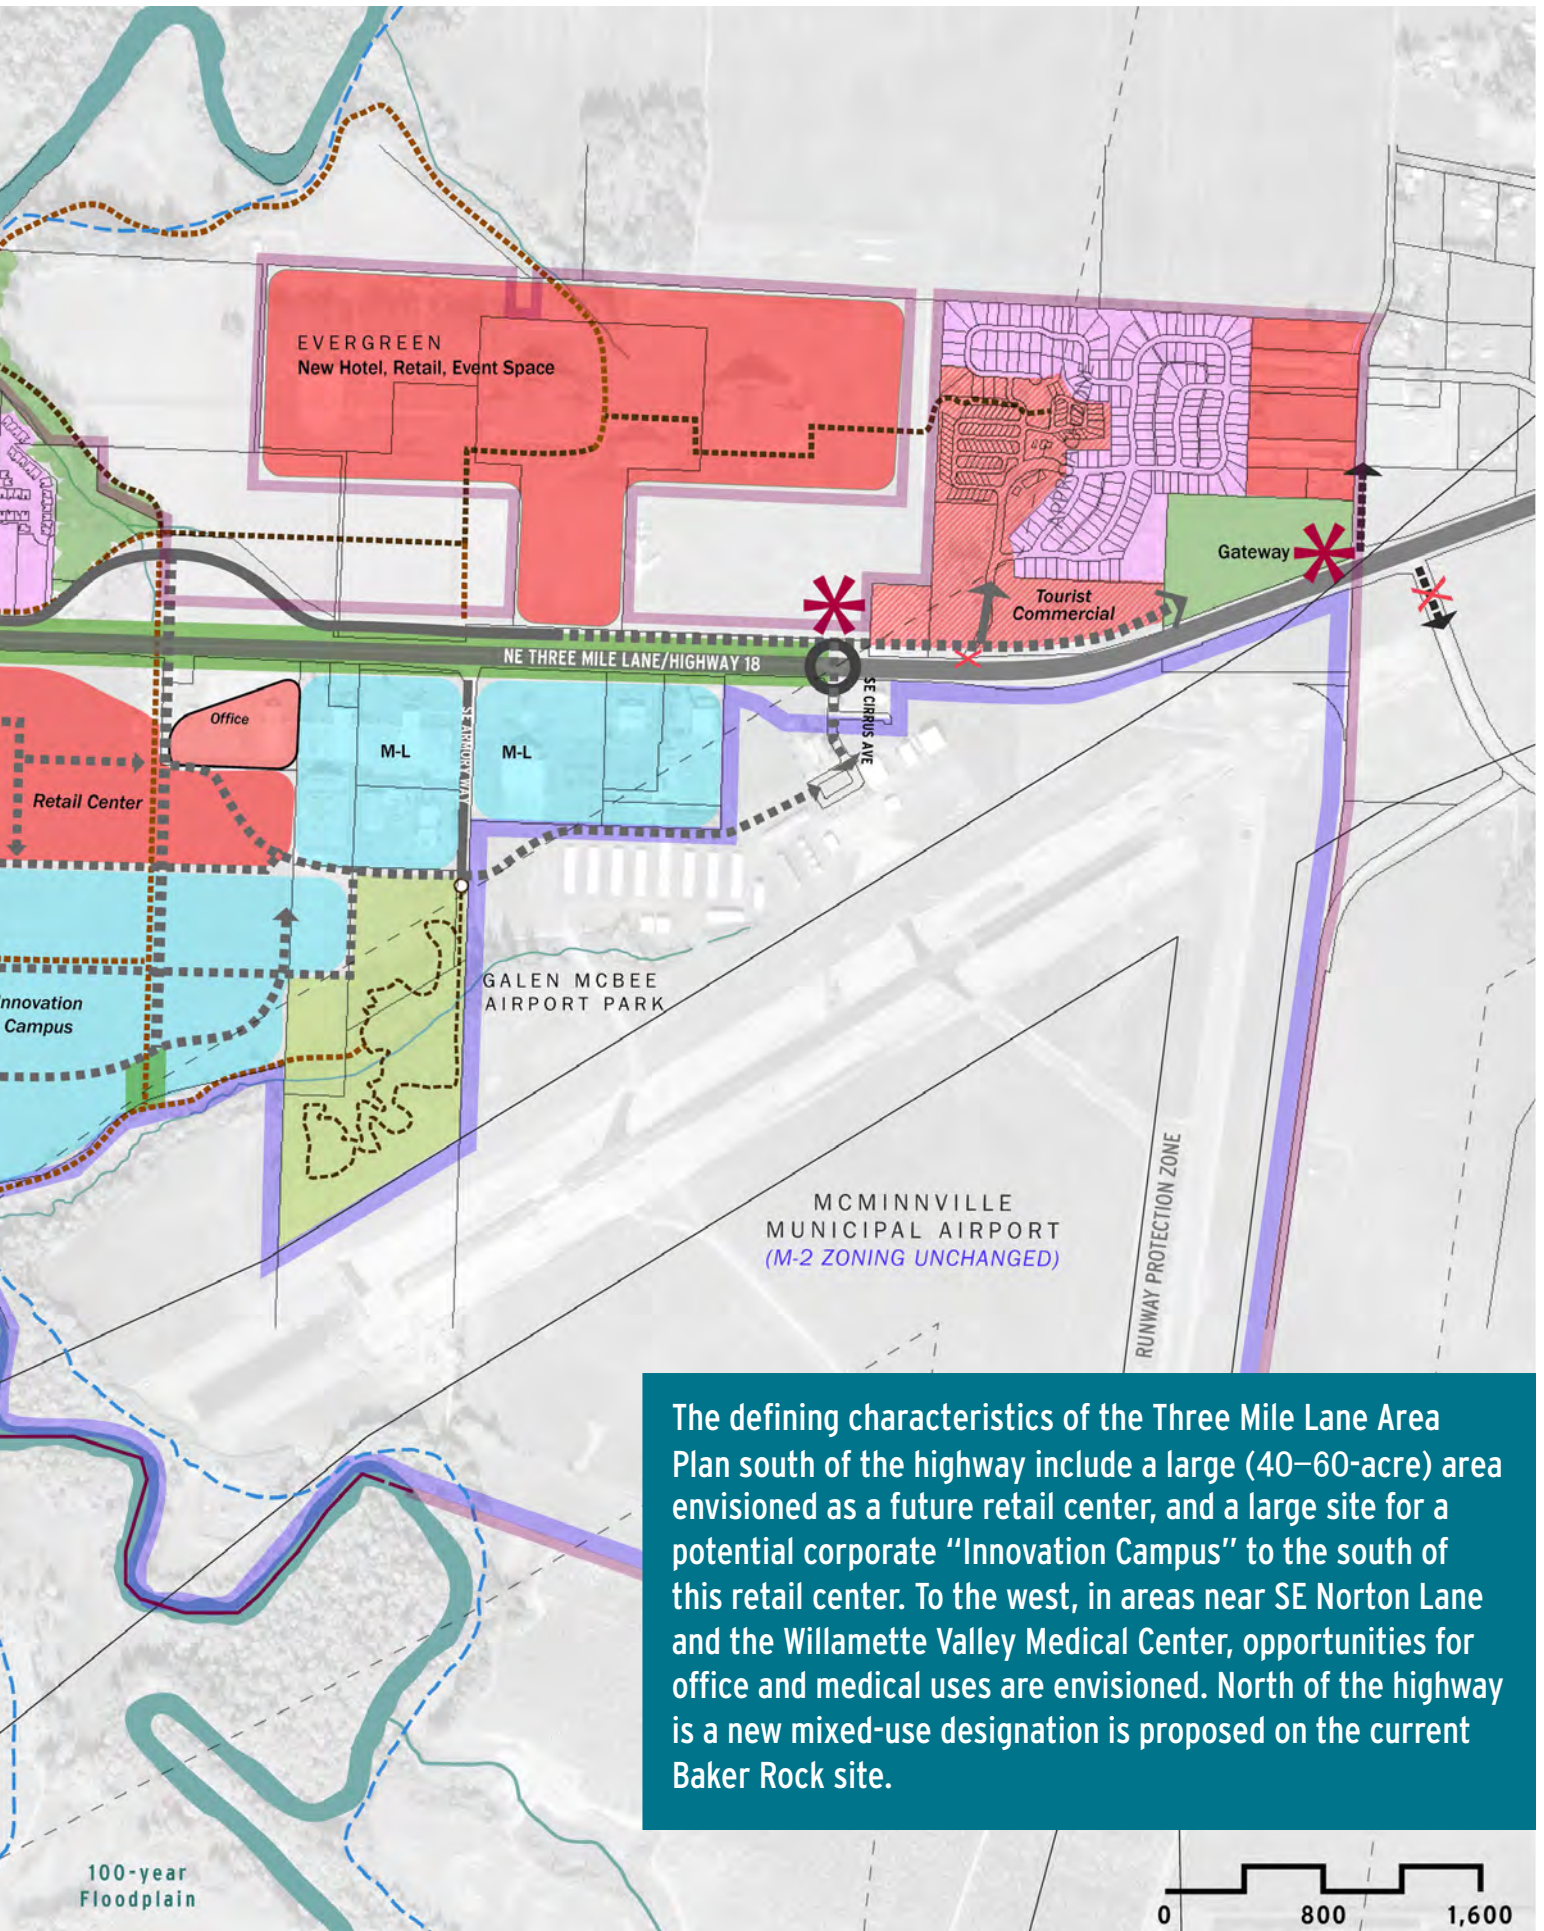 EVERGREEN
New Hotel, Retail, Event Space
APPROACH ZONE
Gateway
Tourist
Commercial
NE THREE MILE LANE/HIGHWAY 18
SE CIRRUS AVE
Office
SE ARMORY WAY
M-L
M-L
Retail Center
GALEN MCBEE
AIRPORT PARK
nnovation
Campus
MCMINNVILLE
MUNICIPAL AIRPORT
(M-2 ZONING UNCHANGED)
RUNWAY PROTECTION ZONE
The defining characteristics of the Three Mile Lane Area
Plan south of the highway include a large (40–60-acre) area
envisioned as a future retail center, and a large site for a
potential corporate “Innovation Campus” to the south of
this retail center. To the west, in areas near SE Norton Lane
and the Willamette Valley Medical Center, opportunities for
office and medical uses are envisioned. North of the highway
is a new mixed-use designation is proposed on the current
Baker Rock site.
100-year
Floodplain
0 800 1,600